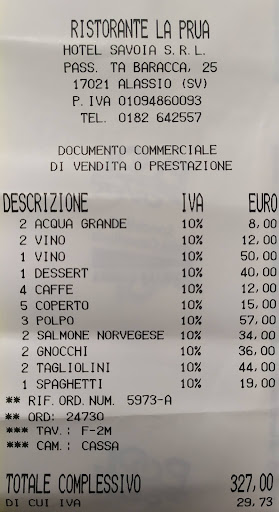 RISTORANTE LA PRUA
HOTEL SAVOIA S.R.L.
PASS. TA BARACCA, 25
17021 ALASSIO (SV)
P.IVA 01094860093
TEL. 0182 642557
DOCUMENTO COMMERCIALE
DI VENDITA O PRESTAZIONE
DESCRIZIONE IVA EURO
2 ACQUA GRANDE 10% 8,00
2 VINO 10% 12,00
1 VINO 10% 50,00
1 DESSERT 10% 40,00
4 CAFFE 10% 12,00
5 COPERTO 10% 15,00
3 POLPO 10% 57,00
2 SALMONE NORVEGESE 10% 34,00
2 GNOCCHI 10% 36,00
2 TAGLIOLINI 10% 44,00
1 SPAGHETTI 10% 19,00
** RIF.ORD.NUM. 5973-A
** ORD: 24730
*** TAV.: F-2M
*** CAM.: CASSA
TOTALE COMPLESSIVO 327,00
DI CUI IVA 29,73